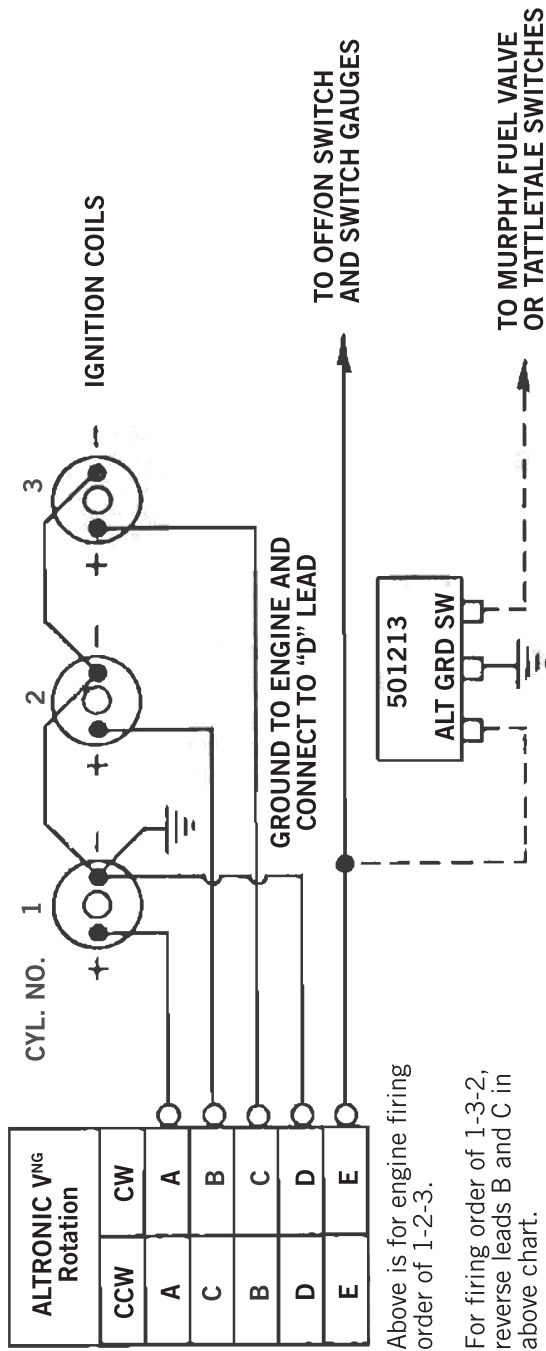 ALTRONIC VNG
Rotation
CCW CW
A A
C B
B C
D D
E E
CYL. NO. 1 2 3
+ − + − + −
IGNITION COILS
GROUND TO ENGINE AND
CONNECT TO “D” LEAD
TO OFF/ON SWITCH
AND SWITCH GAUGES
501213
ALT GRD SW
TO MURPHY FUEL VALVE
OR TATTLETALE SWITCHES
Above is for engine firing
order of 1-2-3.
For firing order of 1-3-2,
reverse leads B and C in
above chart.